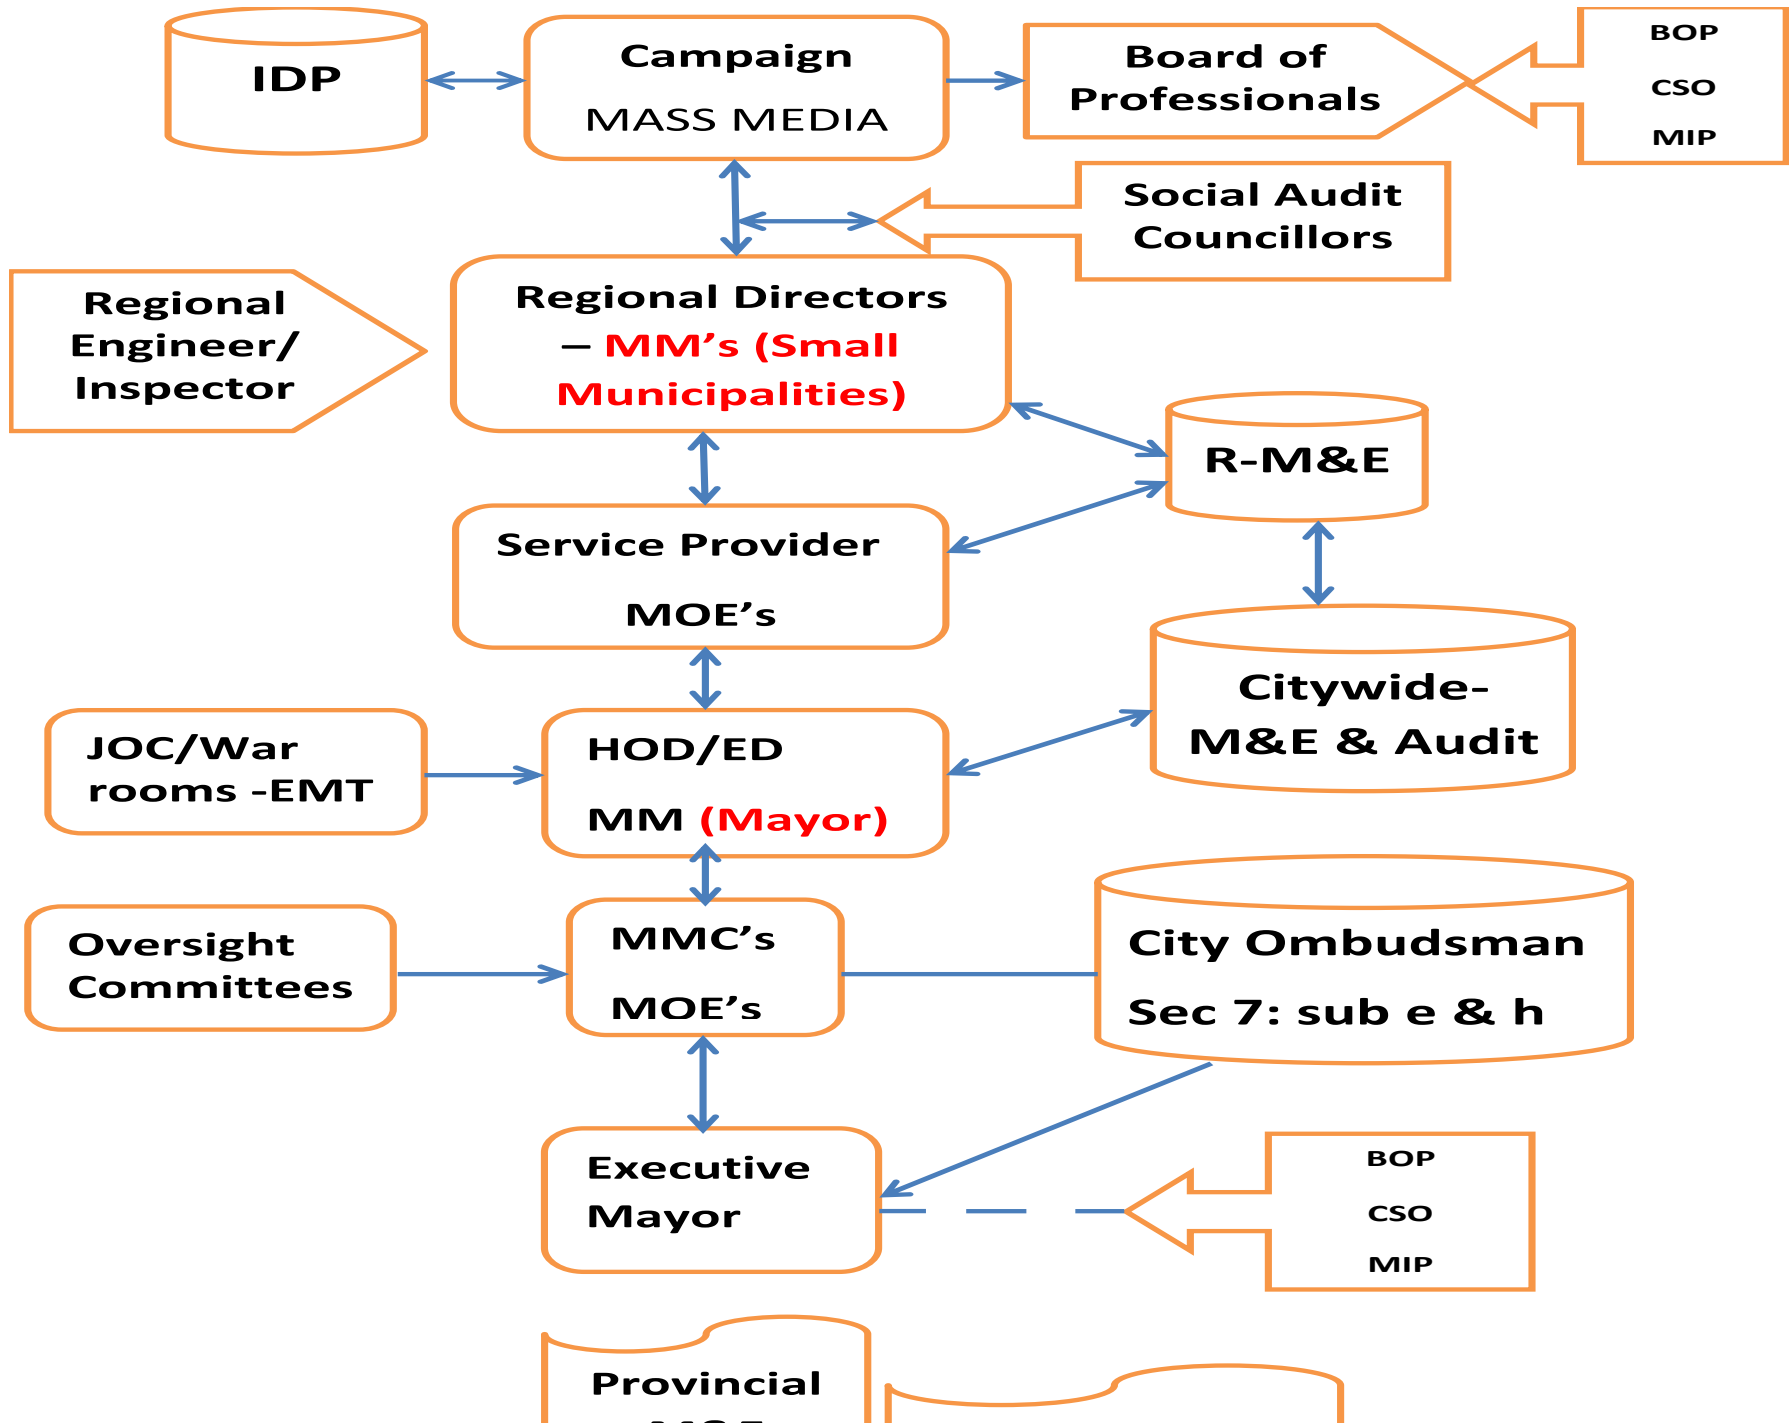 IDP
Campaign
MASS MEDIA
Board of
Professionals
BOP
CSO
MIP
Social Audit
Councillors
Regional
Engineer/
Inspector
Regional Directors
– MM’s (Small
Municipalities)
R-M&E
Service Provider
MOE’s
Citywide-
M&E & Audit
JOC/War
rooms -EMT
HOD/ED
MM (Mayor)
Oversight
Committees
MMC’s
MOE’s
City Ombudsman
Sec 7: sub e & h
Executive
Mayor
BOP
CSO
MIP
Provincial